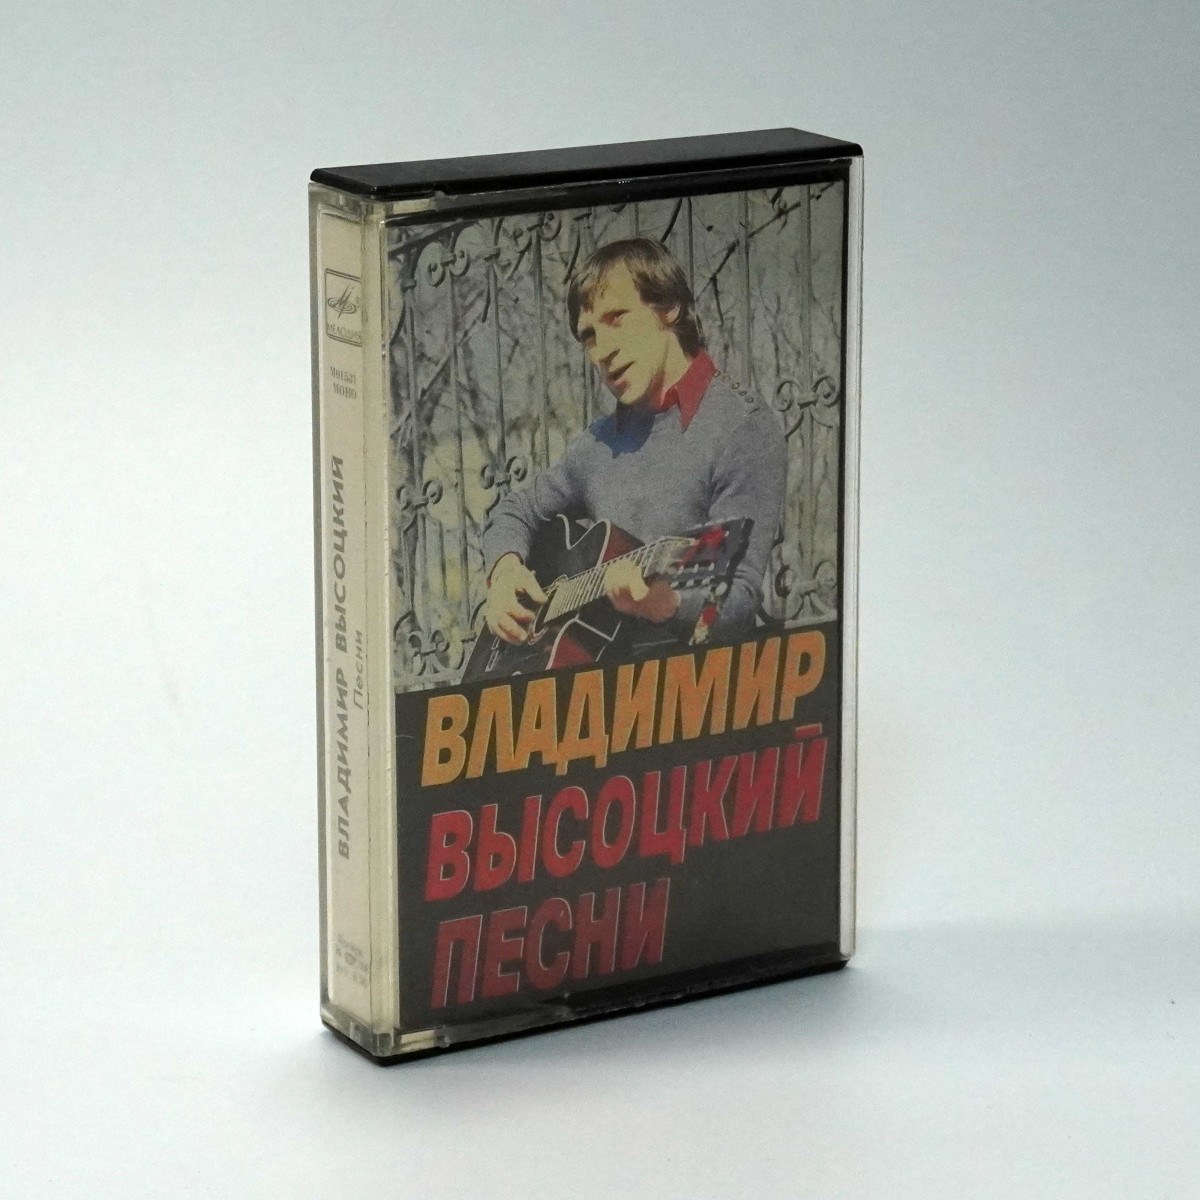 ВЛАДИМИР
ВЫСОЦКИЙ
ПЕСНИ
МЕЛОДИЯ
МОНО
ВЛАДИМИР ВЫСОЦКИЙ
Песни